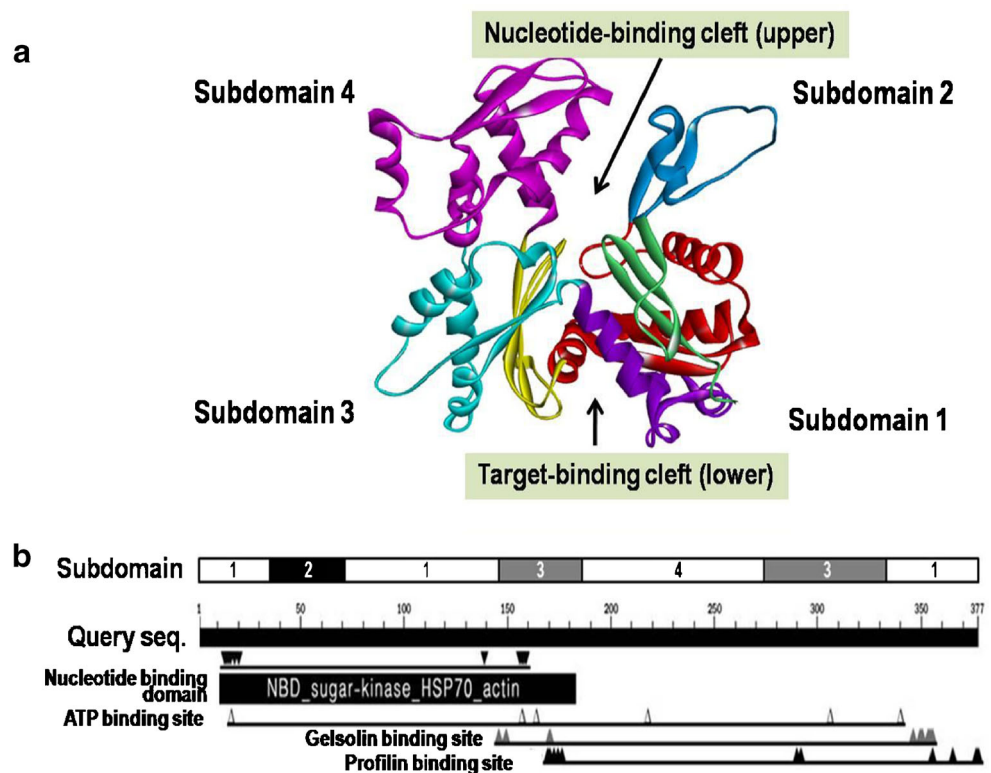 a
Nucleotide-binding cleft (upper)
Subdomain 4
Subdomain 2
Subdomain 3
Subdomain 1
Target-binding cleft (lower)
b
Subdomain 1 2 1 3 4 3 1
1 50 100 150 200 250 300 350 377
Query seq.
Nucleotide binding
domain
NBD_sugar-kinase_HSP70_actin
ATP binding site
Gelsolin binding site
Profilin binding site